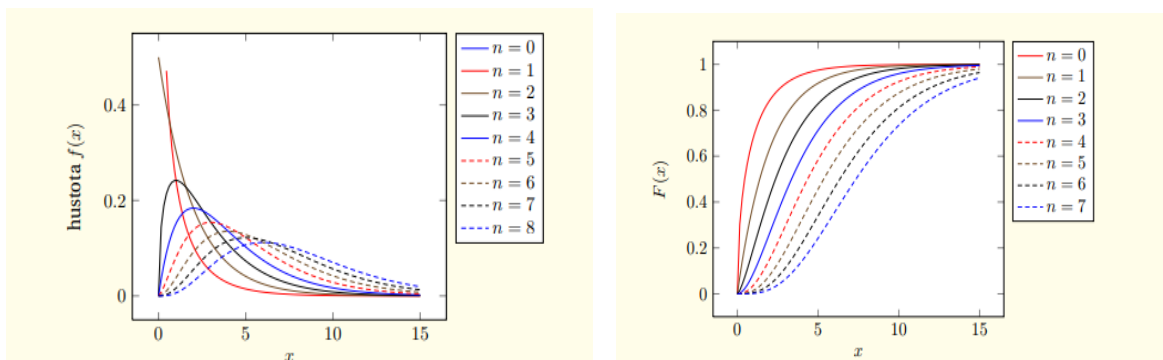 n = 0
n = 1
n = 2
n = 3
n = 4
n = 5
n = 6
n = 7
n = 8
0.4
0.2
0
0 5 10 15
x
hustota f(x)
n = 0
n = 1
n = 2
n = 3
n = 4
n = 5
n = 6
n = 7
1
0.8
0.6
0.4
0.2
0
0 5 10 15
x
F(x)